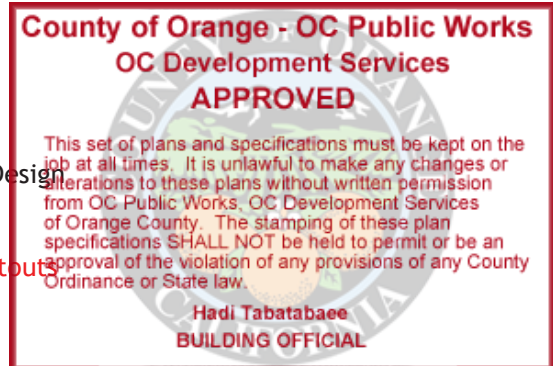 County of Orange - OC Public Works
OC Development Services
APPROVED
This set of plans and specifications must be kept on the
job at all times. It is unlawful to make any changes or
Design
alterations to these plans without written permission
from OC Public Works, OC Development Services
of Orange County. The stamping of these plan
specifications SHALL NOT be held to permit or be an
touts
approval of the violation of any provisions of any County
Ordinance or State law.
Hadi Tabatabaee
BUILDING OFFICIAL